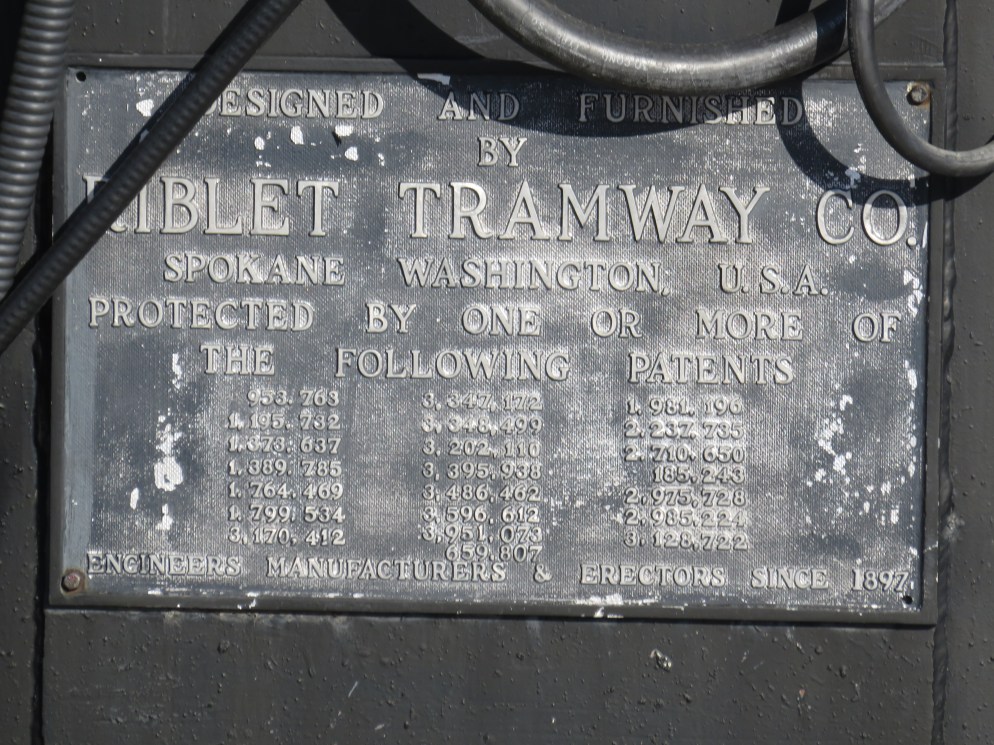 DESIGNED AND FURNISHED
BY
RIBLET TRAMWAY CO.
SPOKANE WASHINGTON, U.S.A.
PROTECTED BY ONE OR MORE OF
THE FOLLOWING PATENTS
953,763 3,347,172 1,981,196
1,195,732 3,348,499 2,237,735
1,373,637 3,202,110 2,710,650
1,389,785 3,395,938 185,243
1,764,469 3,486,462 2,975,728
1,799,534 3,596,612 2,985,224
3,170,412 3,951,073 3,128,722
659,807
ENGINEERS MANUFACTURERS & ERECTORS SINCE 1897